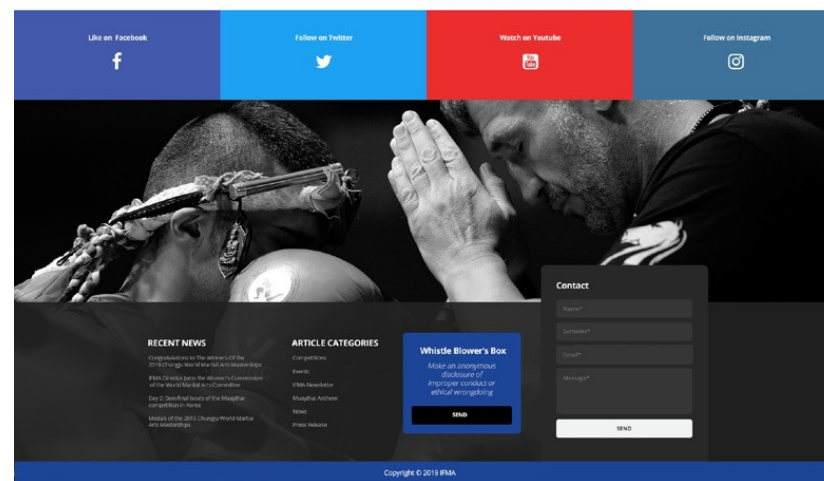 Like on Facebook
Follow on Twitter
Watch on Youtube
Follow on Instagram
Contact
Name*
Surname*
Email*
Message*
SEND
RECENT NEWS
Congratulations to The Winners Of the
2019 Chungju World Martial Arts Masterships
IFMA Director Joins the Women's Commission
of the World Martial Arts Committee
Day 2: Semifinal bouts of the Muaythai
competition in Korea
Medals of the 2019 Chungju World Martial
Arts Masterships
ARTICLE CATEGORIES
Competitions
Events
IFMA Newsletter
Muaythai Anthem
News
Press Release
Whistle Blower's Box
Make an anonymous
disclosure of
improper conduct or
ethical wrongdoing
SEND
Copyright © 2019 IFMA